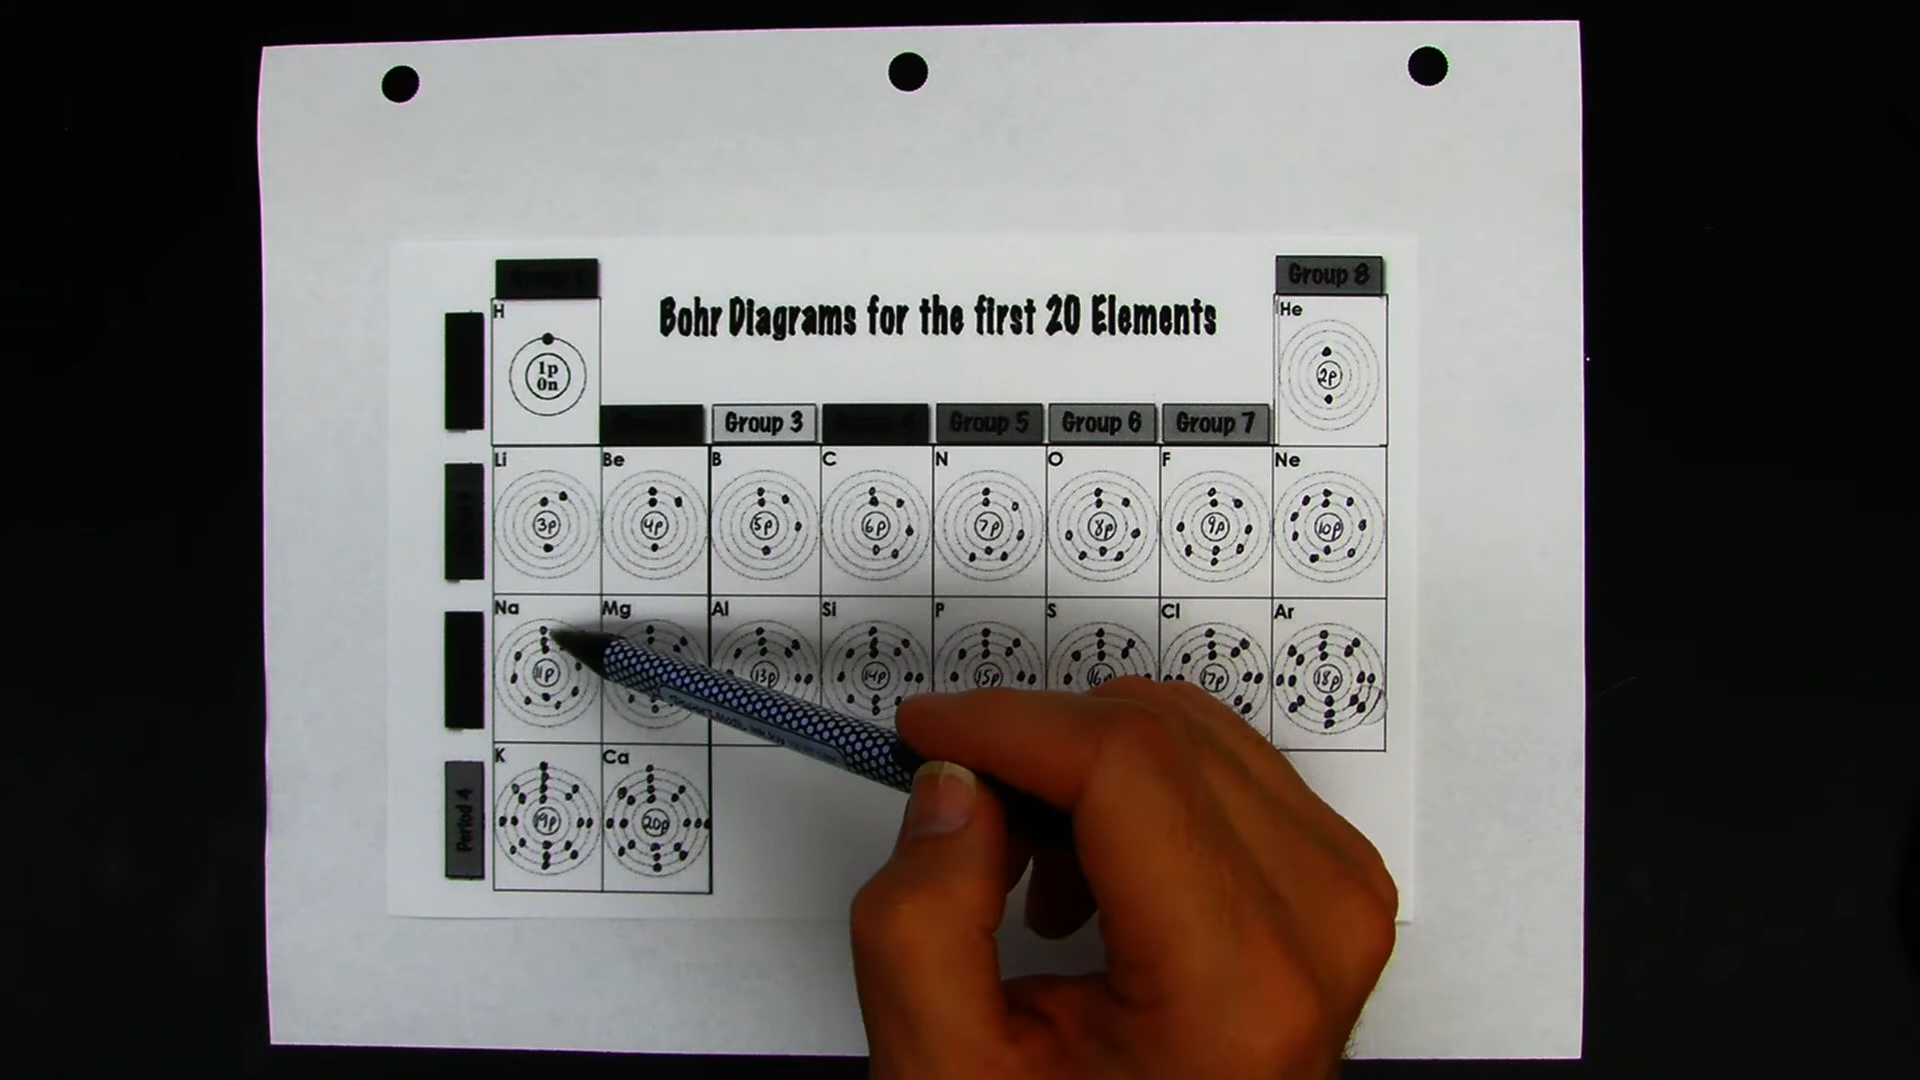 Group 8
H
Bohr Diagrams for the first 20 Elements
He
1p
0n
2p
Group 3
Group 5
Group 6
Group 7
Li
Be
B
C
N
O
F
Ne
3p
4p
5p
6p
7p
8p
9p
10p
Na
Mg
Al
Si
P
S
Cl
Ar
11p
13p
14p
15p
16p
17p
18p
K
Ca
Period 4
19p
20p